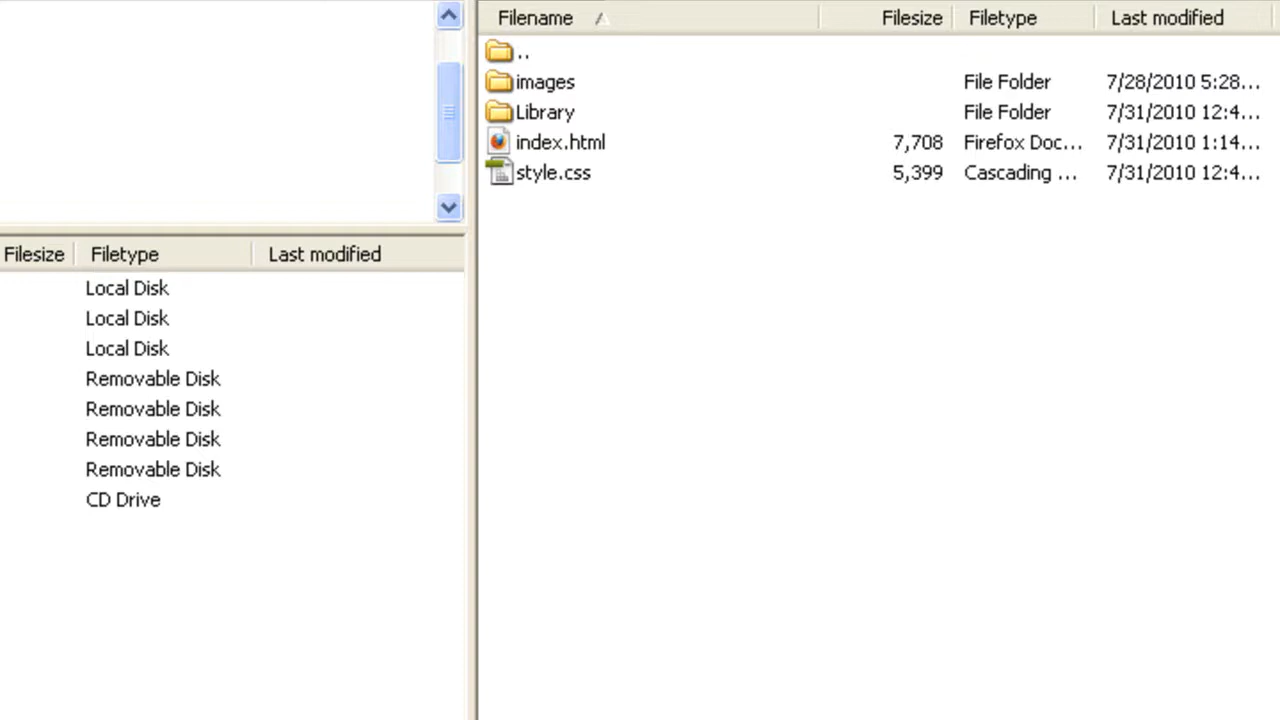 Filename Filesize Filetype Last modified
..
images File Folder 7/28/2010 5:28...
Library File Folder 7/31/2010 12:4...
index.html 7,708 Firefox Doc... 7/31/2010 1:14...
style.css 5,399 Cascading ... 7/31/2010 12:4...
Filesize Filetype Last modified
Local Disk
Local Disk
Local Disk
Removable Disk
Removable Disk
Removable Disk
Removable Disk
CD Drive